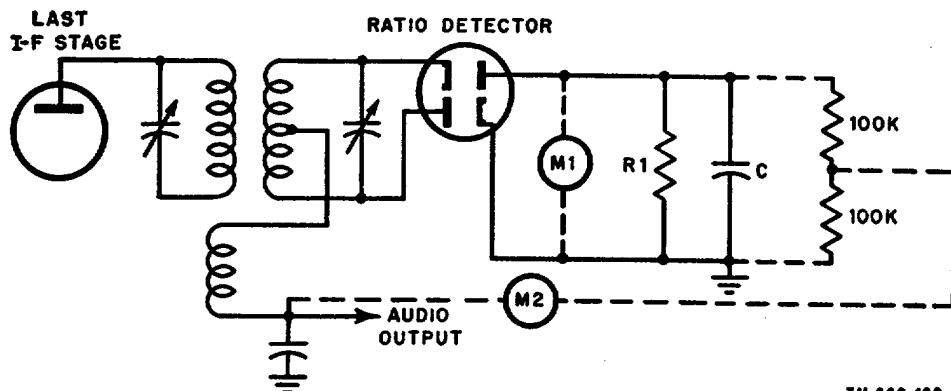 LAST
I-F STAGE
RATIO DETECTOR
M1
R1
C
100K
100K
M2
AUDIO
OUTPUT